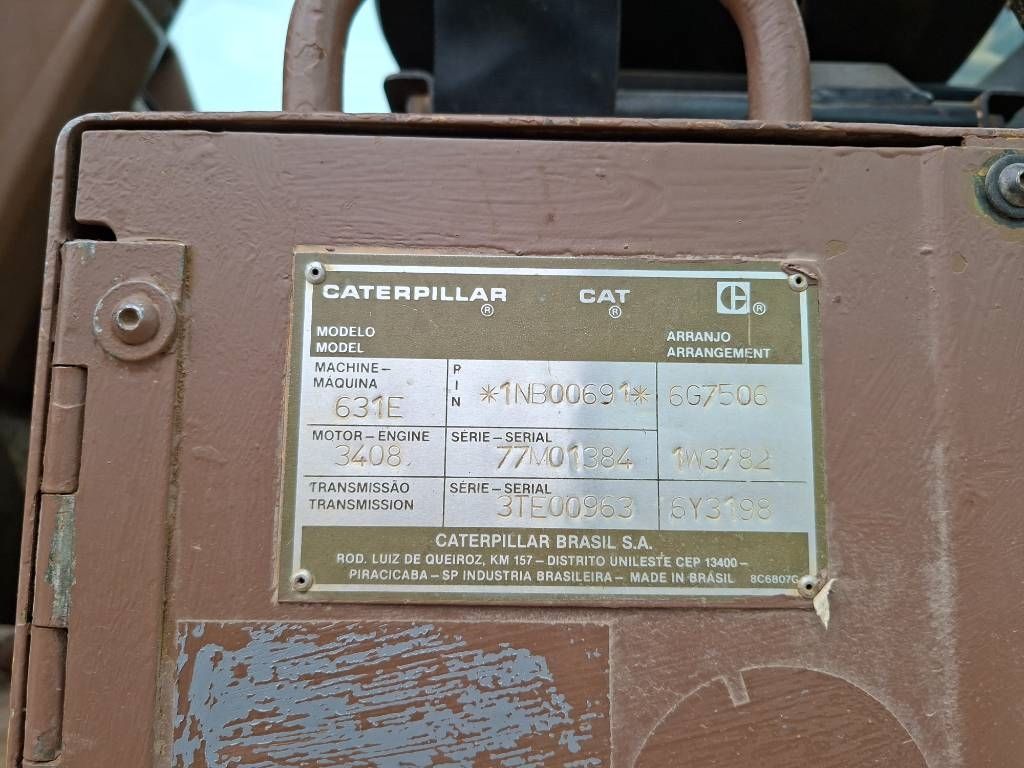 CATERPILLAR ® CAT ® C ®
MODELO
MODEL
ARRANJO
ARRANGEMENT
MACHINE–
MÁQUINA
631E
PIN
*1NB00691*
6G7506
MOTOR–ENGINE
3408
SÉRIE–SERIAL
77M01384
1W3782
TRANSMISSÃO
TRANSMISSION
SÉRIE–SERIAL
3TE00963
6Y3198
CATERPILLAR BRASIL S.A.
ROD. LUIZ DE QUEIROZ, KM 157 – DISTRITO UNILESTE CEP 13400 –
PIRACICABA – SP INDUSTRIA BRASILEIRA – MADE IN BRASIL 8C6807G